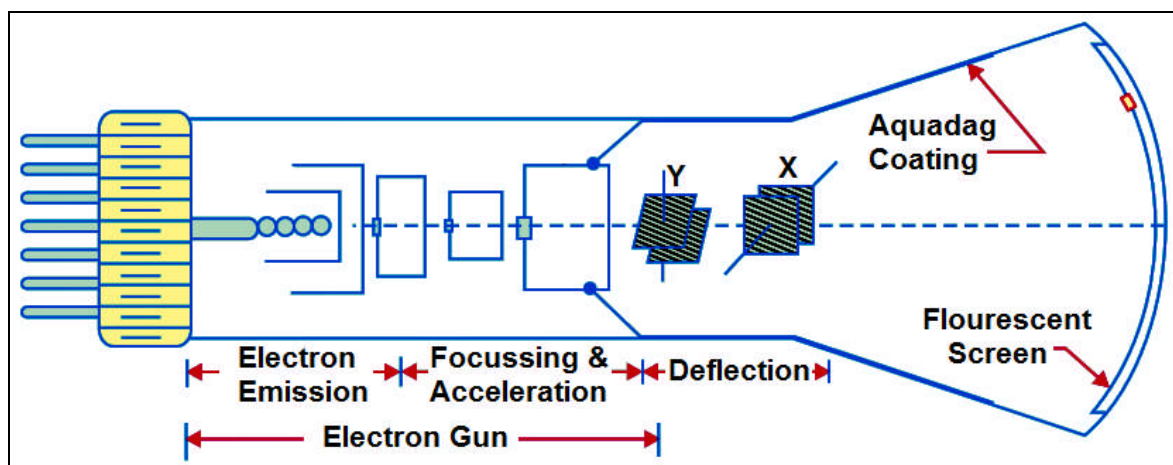 Y
X
Aquadag
Coating
Flourescent
Screen
Electron
Emission
Focussing &
Acceleration
Deflection
Electron Gun